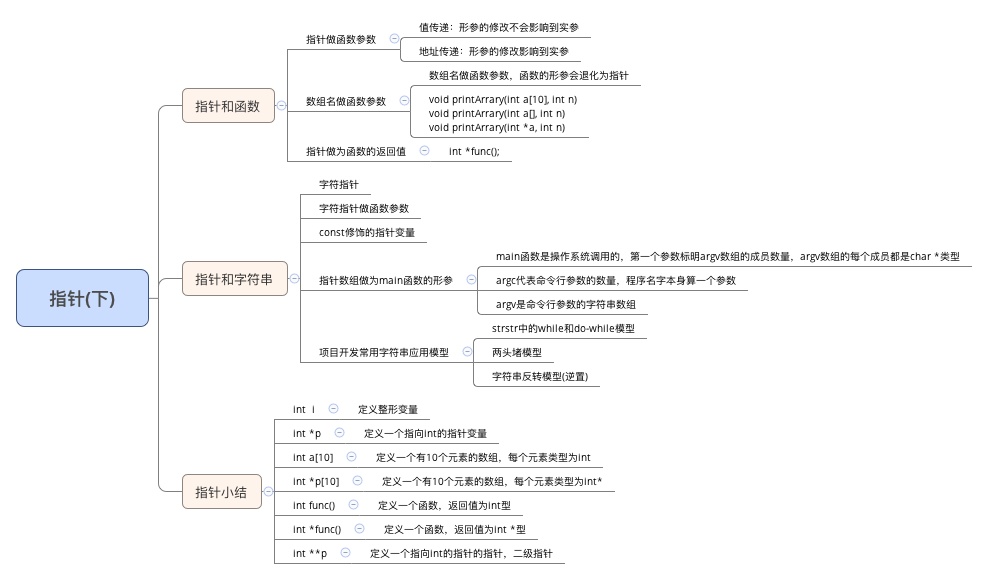 指针(下)
指针和函数
指针做函数参数
值传递：形参的修改不会影响到实参
地址传递：形参的修改影响到实参
数组名做函数参数
数组名做函数参数，函数的形参会退化为指针
void printArrary(int a[10], int n)
void printArrary(int a[], int n)
void printArrary(int *a, int n)
指针做为函数的返回值
int *func();
指针和字符串
字符指针
字符指针做函数参数
const修饰的指针变量
指针数组做为main函数的形参
main函数是操作系统调用的，第一个参数标明argv数组的成员数量，argv数组的每个成员都是char *类型
argc代表命令行参数的数量，程序名字本身算一个参数
argv是命令行参数的字符串数组
项目开发常用字符串应用模型
strstr中的while和do-while模型
两头堵模型
字符串反转模型(逆置)
指针小结
int  i
定义整形变量
int *p
定义一个指向int的指针变量
int a[10]
定义一个有10个元素的数组，每个元素类型为int
int *p[10]
定义一个有10个元素的数组，每个元素类型为int*
int func()
定义一个函数，返回值为int型
int *func()
定义一个函数，返回值为int *型
int **p
定义一个指向int的指针的指针，二级指针